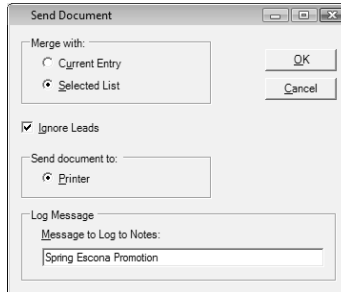 Send Document
Merge with:
Current Entry
Selected List
OK
Cancel
Ignore Leads
Send document to:
Printer
Log Message
Message to Log to Notes:
Spring Escona Promotion